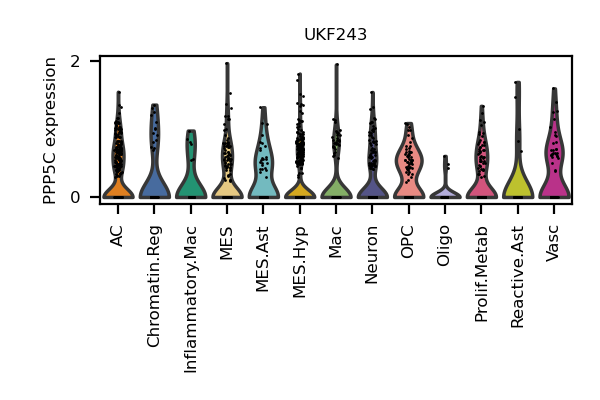 UKF243
PPP5C expression
2
0
AC
Chromatin.Reg
Inflammatory.Mac
MES
MES.Ast
MES.Hyp
Mac
Neuron
OPC
Oligo
Prolif.Metab
Reactive.Ast
Vasc